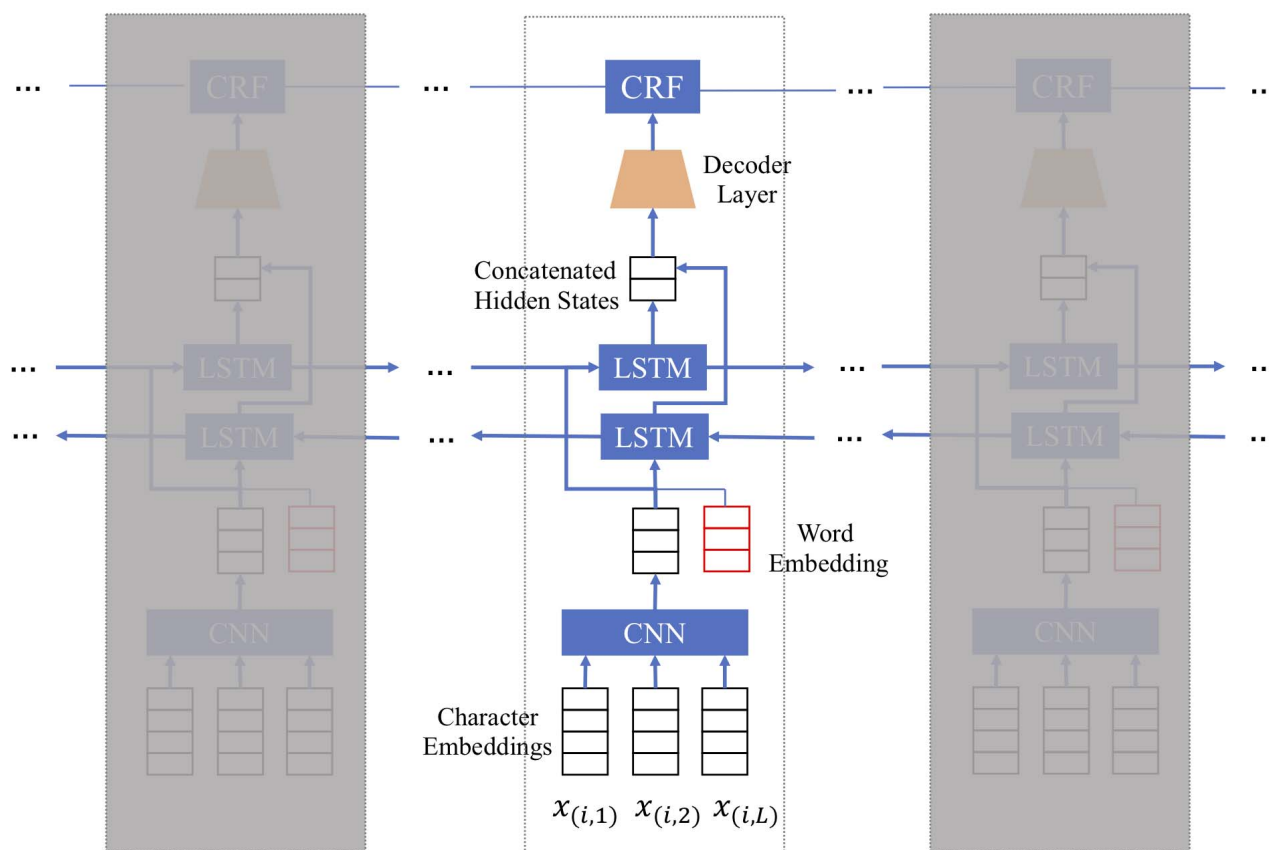 ... CRF ... CRF ... CRF ..
Decoder
Layer
Concatenated
Hidden States
... LSTM ... LSTM ... LSTM ..
... LSTM ... LSTM ... LSTM ..
Word
Embedding
CNN CNN CNN
Character
Embeddings
x(i,1) x(i,2) x(i,L)